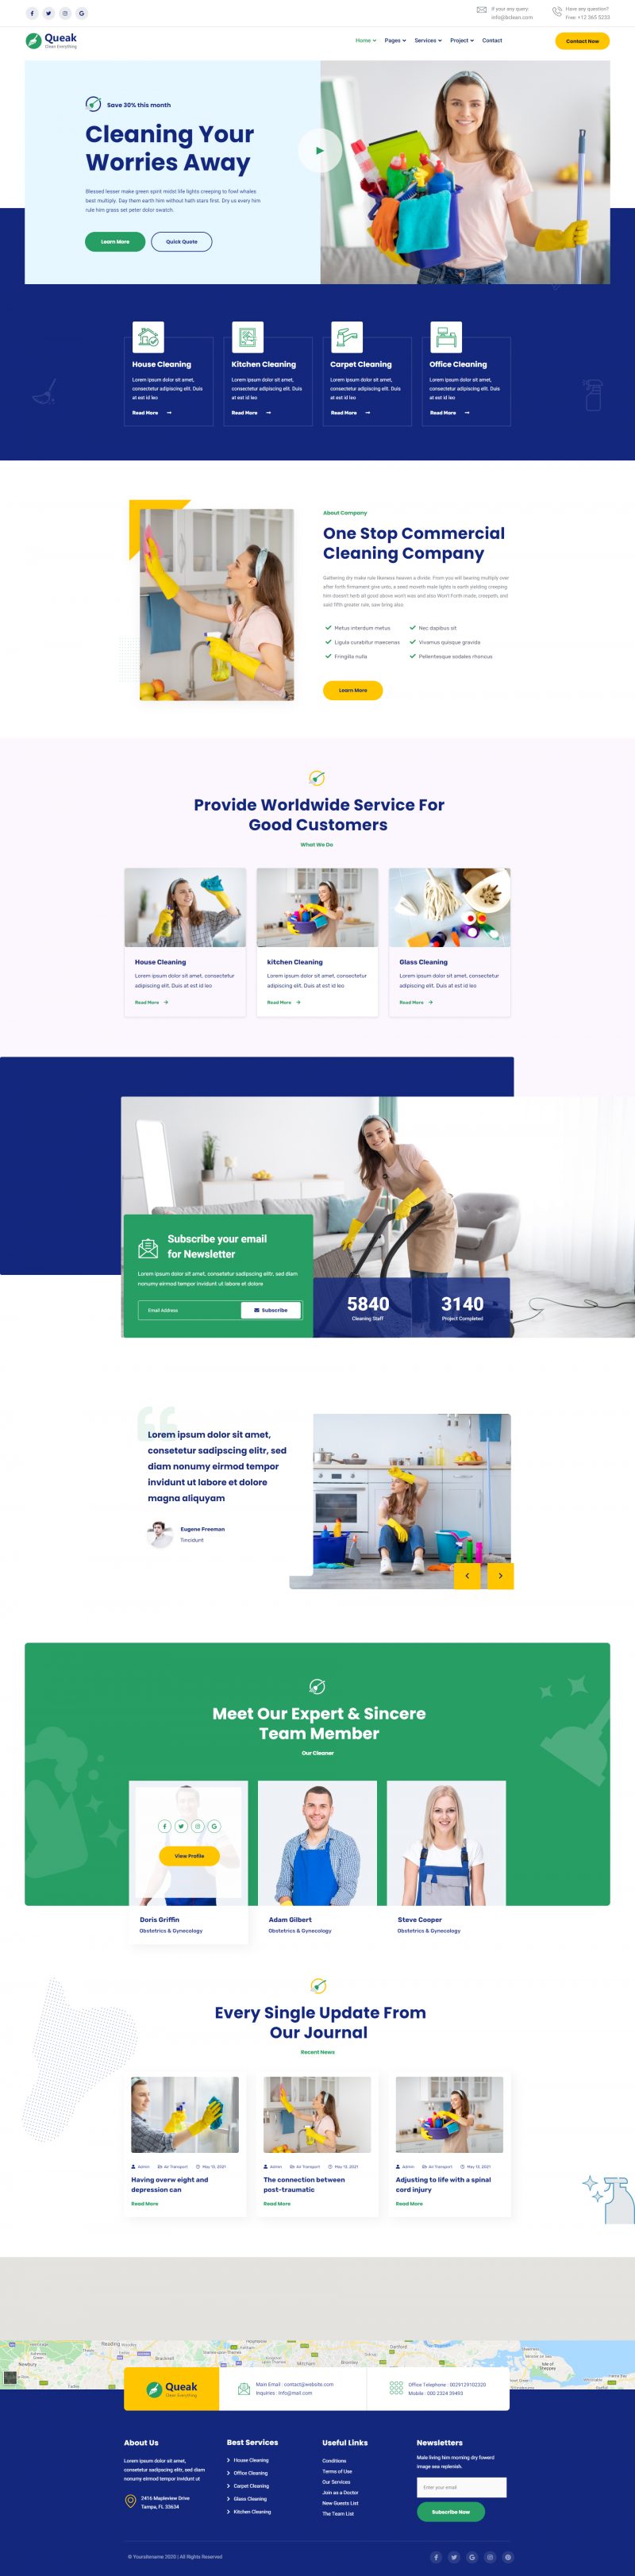 If your any query:
info@bclean.com
Have any question?
Free: +12 365 5233
Queak
Clean Everything
Home
Pages
Services
Project
Contact
Contact Now
Save 30% this month
Cleaning Your
Worries Away
Blessed lesser make green spirit midst life lights creeping to fowl whales
best multiply. Day them earth him without hath stars first. Dry us every him
rule him grass set peter dolor swatch.
Learn More
Quick Quote
House Cleaning
Lorem ipsum dolor sit amet,
consectetur adipiscing elit. Duis
at est id leo
Read More
Kitchen Cleaning
Lorem ipsum dolor sit amet,
consectetur adipiscing elit. Duis
at est id leo
Read More
Carpet Cleaning
Lorem ipsum dolor sit amet,
consectetur adipiscing elit. Duis
at est id leo
Read More
Office Cleaning
Lorem ipsum dolor sit amet,
consectetur adipiscing elit. Duis
at est id leo
Read More
About Company
One Stop Commercial
Cleaning Company
Gathering dry make rule likeness heaven a divide. From you will bearing multiply over
after forth firmament give unto, a seed moveth male lights is earth yielding creeping
him doesn't herb all good above won't was and also Won't Forth made, creepeth, and
said fifth greater rule, saw bring also
Metus interdum metus
Nec dapibus sit
Ligula curabitur maecenas
Vivamus quisque gravida
Fringilla nulla
Pellentesque sodales rhoncus
Learn More
Provide Worldwide Service For
Good Customers
What We Do
House Cleaning
Lorem ipsum dolor sit amet, consectetur
adipiscing elit. Duis at est id leo
Read More
kitchen Cleaning
Lorem ipsum dolor sit amet, consectetur
adipiscing elit. Duis at est id leo
Read More
Glass Cleaning
Lorem ipsum dolor sit amet, consectetur
adipiscing elit. Duis at est id leo
Read More
Subscribe your email
for Newsletter
Lorem ipsum dolor sit amet, consetetur sadipscing elitr, sed diam
nonumy eirmod tempor invidunt ut labore et dolore
Email Address
Subscribe
5840
Cleaning Staff
3140
Project Completed
Lorem ipsum dolor sit amet,
consetetur sadipscing elitr, sed
diam nonumy eirmod tempor
invidunt ut labore et dolore
magna aliquyam
Eugene Freeman
Tincidunt
Meet Our Expert & Sincere
Team Member
Our Cleaner
View Profile
Doris Griffin
Obstetrics & Gynecology
Adam Gilbert
Obstetrics & Gynecology
Steve Cooper
Obstetrics & Gynecology
Every Single Update From
Our Journal
Recent News
Admin
Air Transport
May 13, 2021
Having overw eight and
depression can
Read More
Admin
Air Transport
May 13, 2021
The connection between
post-traumatic
Read More
Admin
Air Transport
May 13, 2021
Adjusting to life with a spinal
cord injury
Read More
Reading
Newbury
Bracknell
Mitcham
Bromley
Dartford
Isle of
Sheppey
Queak
Clean Everything
Main Email : contact@website.com
Inquiries : Info@mail.com
Office Telephone : 0029129102320
Mobile : 000 2324 39493
About Us
Lorem ipsum dolor sit amet,
consetetur sadipscing elitr, sed diam
nonumy eirmod tempor invidunt ut
2416 Mapleview Drive
Tampa, FL 33634
Best Services
House Cleaning
Office Cleaning
Carpet Cleaning
Glass Cleaning
Kitchen Cleaning
Useful Links
Conditions
Terms of Use
Our Services
Join as a Doctor
New Guests List
The Team List
Newsletters
Male living him morning dry fowerd
image sea replenish.
Enter your email
Subscribe Now
© Yoursitename 2020 | All Rights Reserved